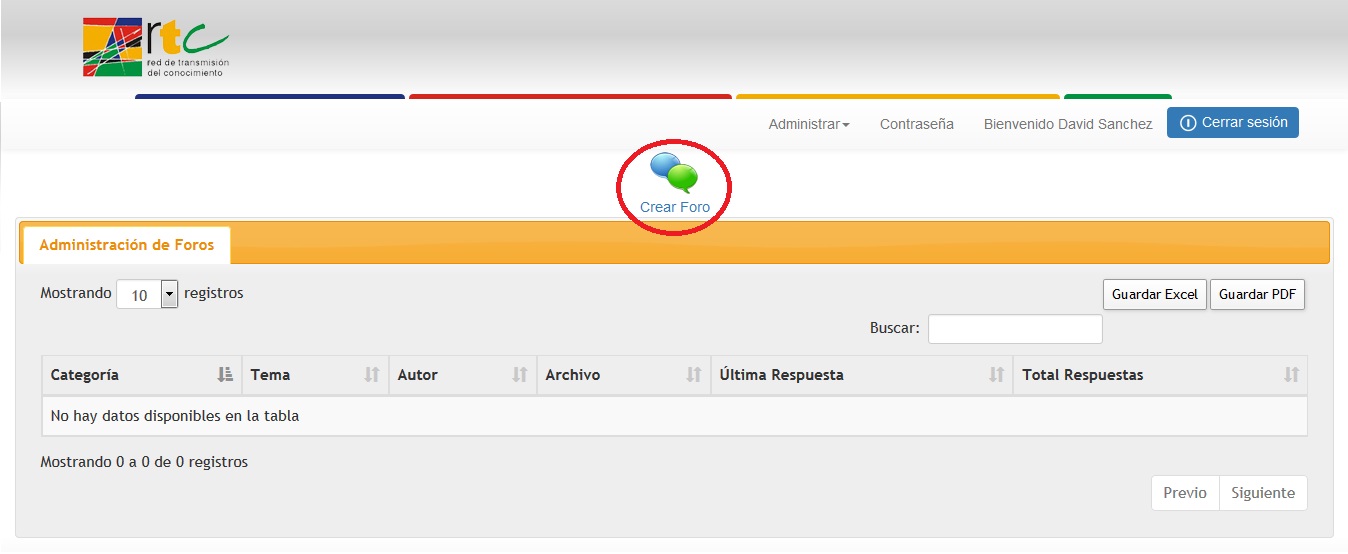 rtc
red de transmisión
del conocimiento
Administrar Contraseña Bienvenido David Sanchez Cerrar sesión
Crear Foro
Administración de Foros
Mostrando 10 registros Guardar Excel Guardar PDF
Buscar:
Categoría Tema Autor Archivo Última Respuesta Total Respuestas
No hay datos disponibles en la tabla
Mostrando 0 a 0 de 0 registros
Previo Siguiente